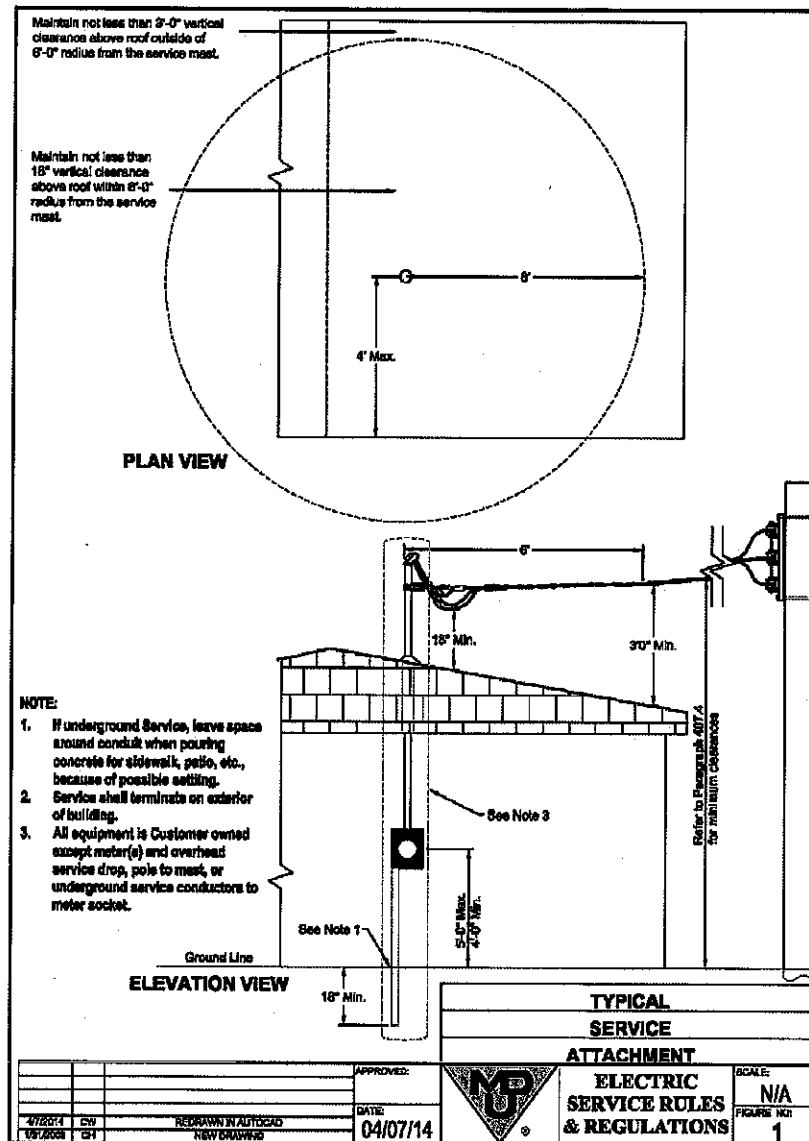 Maintain not less than 3'-0" vertical
clearance above roof outside of
6'-0" radius from the service mast.
Maintain not less than
18" vertical clearance
above roof within 6'-0"
radius from the service
mast.
6'
4' Max.
PLAN VIEW
6"
18" Min.
3'0" Min.
NOTE:
1. If underground Service, leave space
around conduit when pouring
concrete for sidewalk, patio, etc.,
because of possible settling.
2. Service shall terminate on exterior
of building.
3. All equipment is Customer owned
except meter(s) and overhead
service drop, pole to mast, or
underground service conductors to
meter socket.
See Note 3
Refer to Paragraph 407.4
for minimum clearances
5'-0" Max.
4'-0" Min.
See Note 1
Ground Line
ELEVATION VIEW
18" Min.
TYPICAL
SERVICE
ATTACHMENT
APPROVED:
MDU
®
ELECTRIC
SERVICE RULES
& REGULATIONS
SCALE:
N/A
FIGURE NO:
1
DATE:
04/07/14
4/7/2014 CW REDRAWN IN AUTOCAD
NEW DRAWING